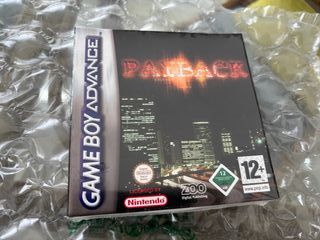 GAME BOY ADVANCE
PAYBACK
Nintendo
ZOO
Digital Publishing
12
12+
www.pegi.info